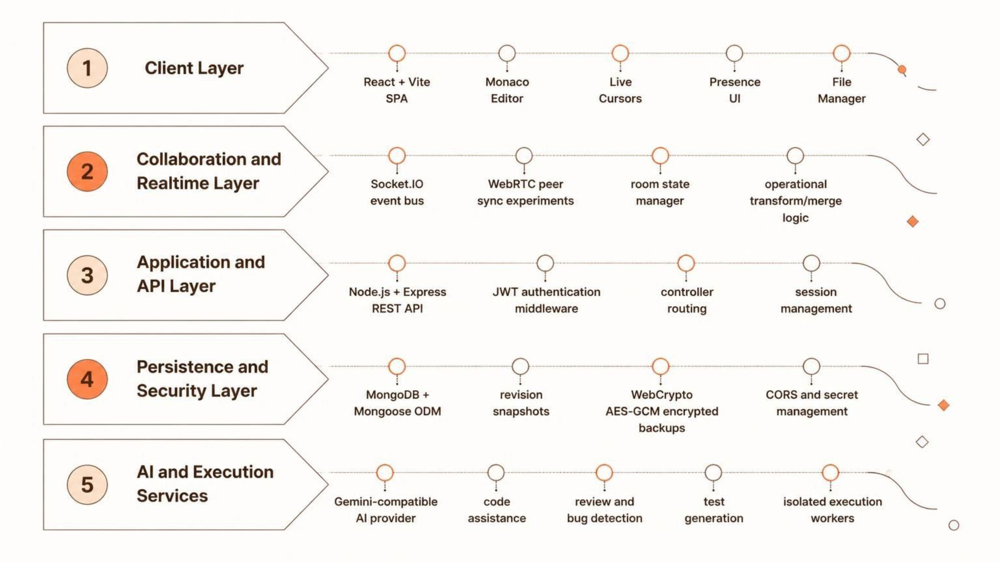 1
Client Layer
React + Vite
SPA
Monaco
Editor
Live
Cursors
Presence
UI
File
Manager
2
Collaboration and
Realtime Layer
Socket.IO
event bus
WebRTC peer
sync experiments
room state
manager
operational
transform/merge
logic
3
Application and
API Layer
Node.js + Express
REST API
JWT authentication
middleware
controller
routing
session
management
4
Persistence and
Security Layer
MongoDB +
Mongoose ODM
revision
snapshots
WebCrypto
AES-GCM encrypted
backups
CORS and secret
management
5
AI and Execution
Services
Gemini-compatible
AI provider
code
assistance
review and
bug detection
test
generation
isolated execution
workers